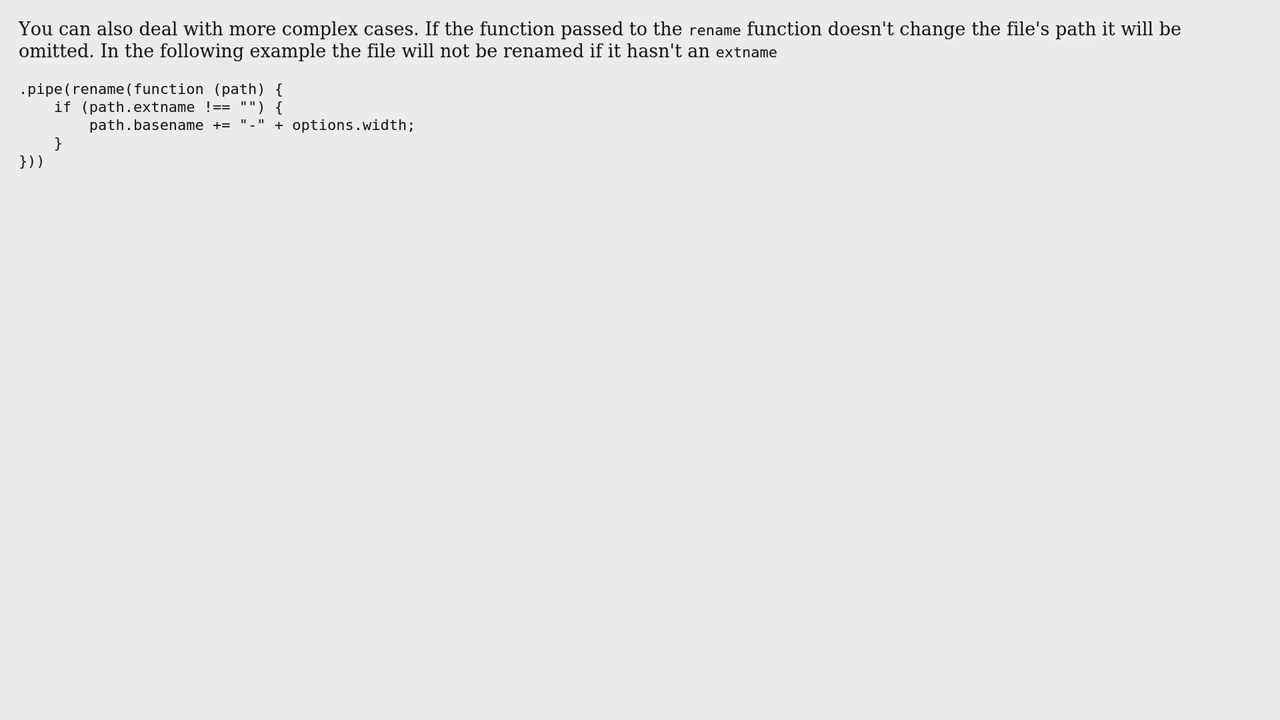 You can also deal with more complex cases. If the function passed to the rename function doesn't change the file's path it will be
omitted. In the following example the file will not be renamed if it hasn't an extname
.pipe(rename(function (path) {
    if (path.extname !== "") {
        path.basename += "-" + options.width;
    }
}))